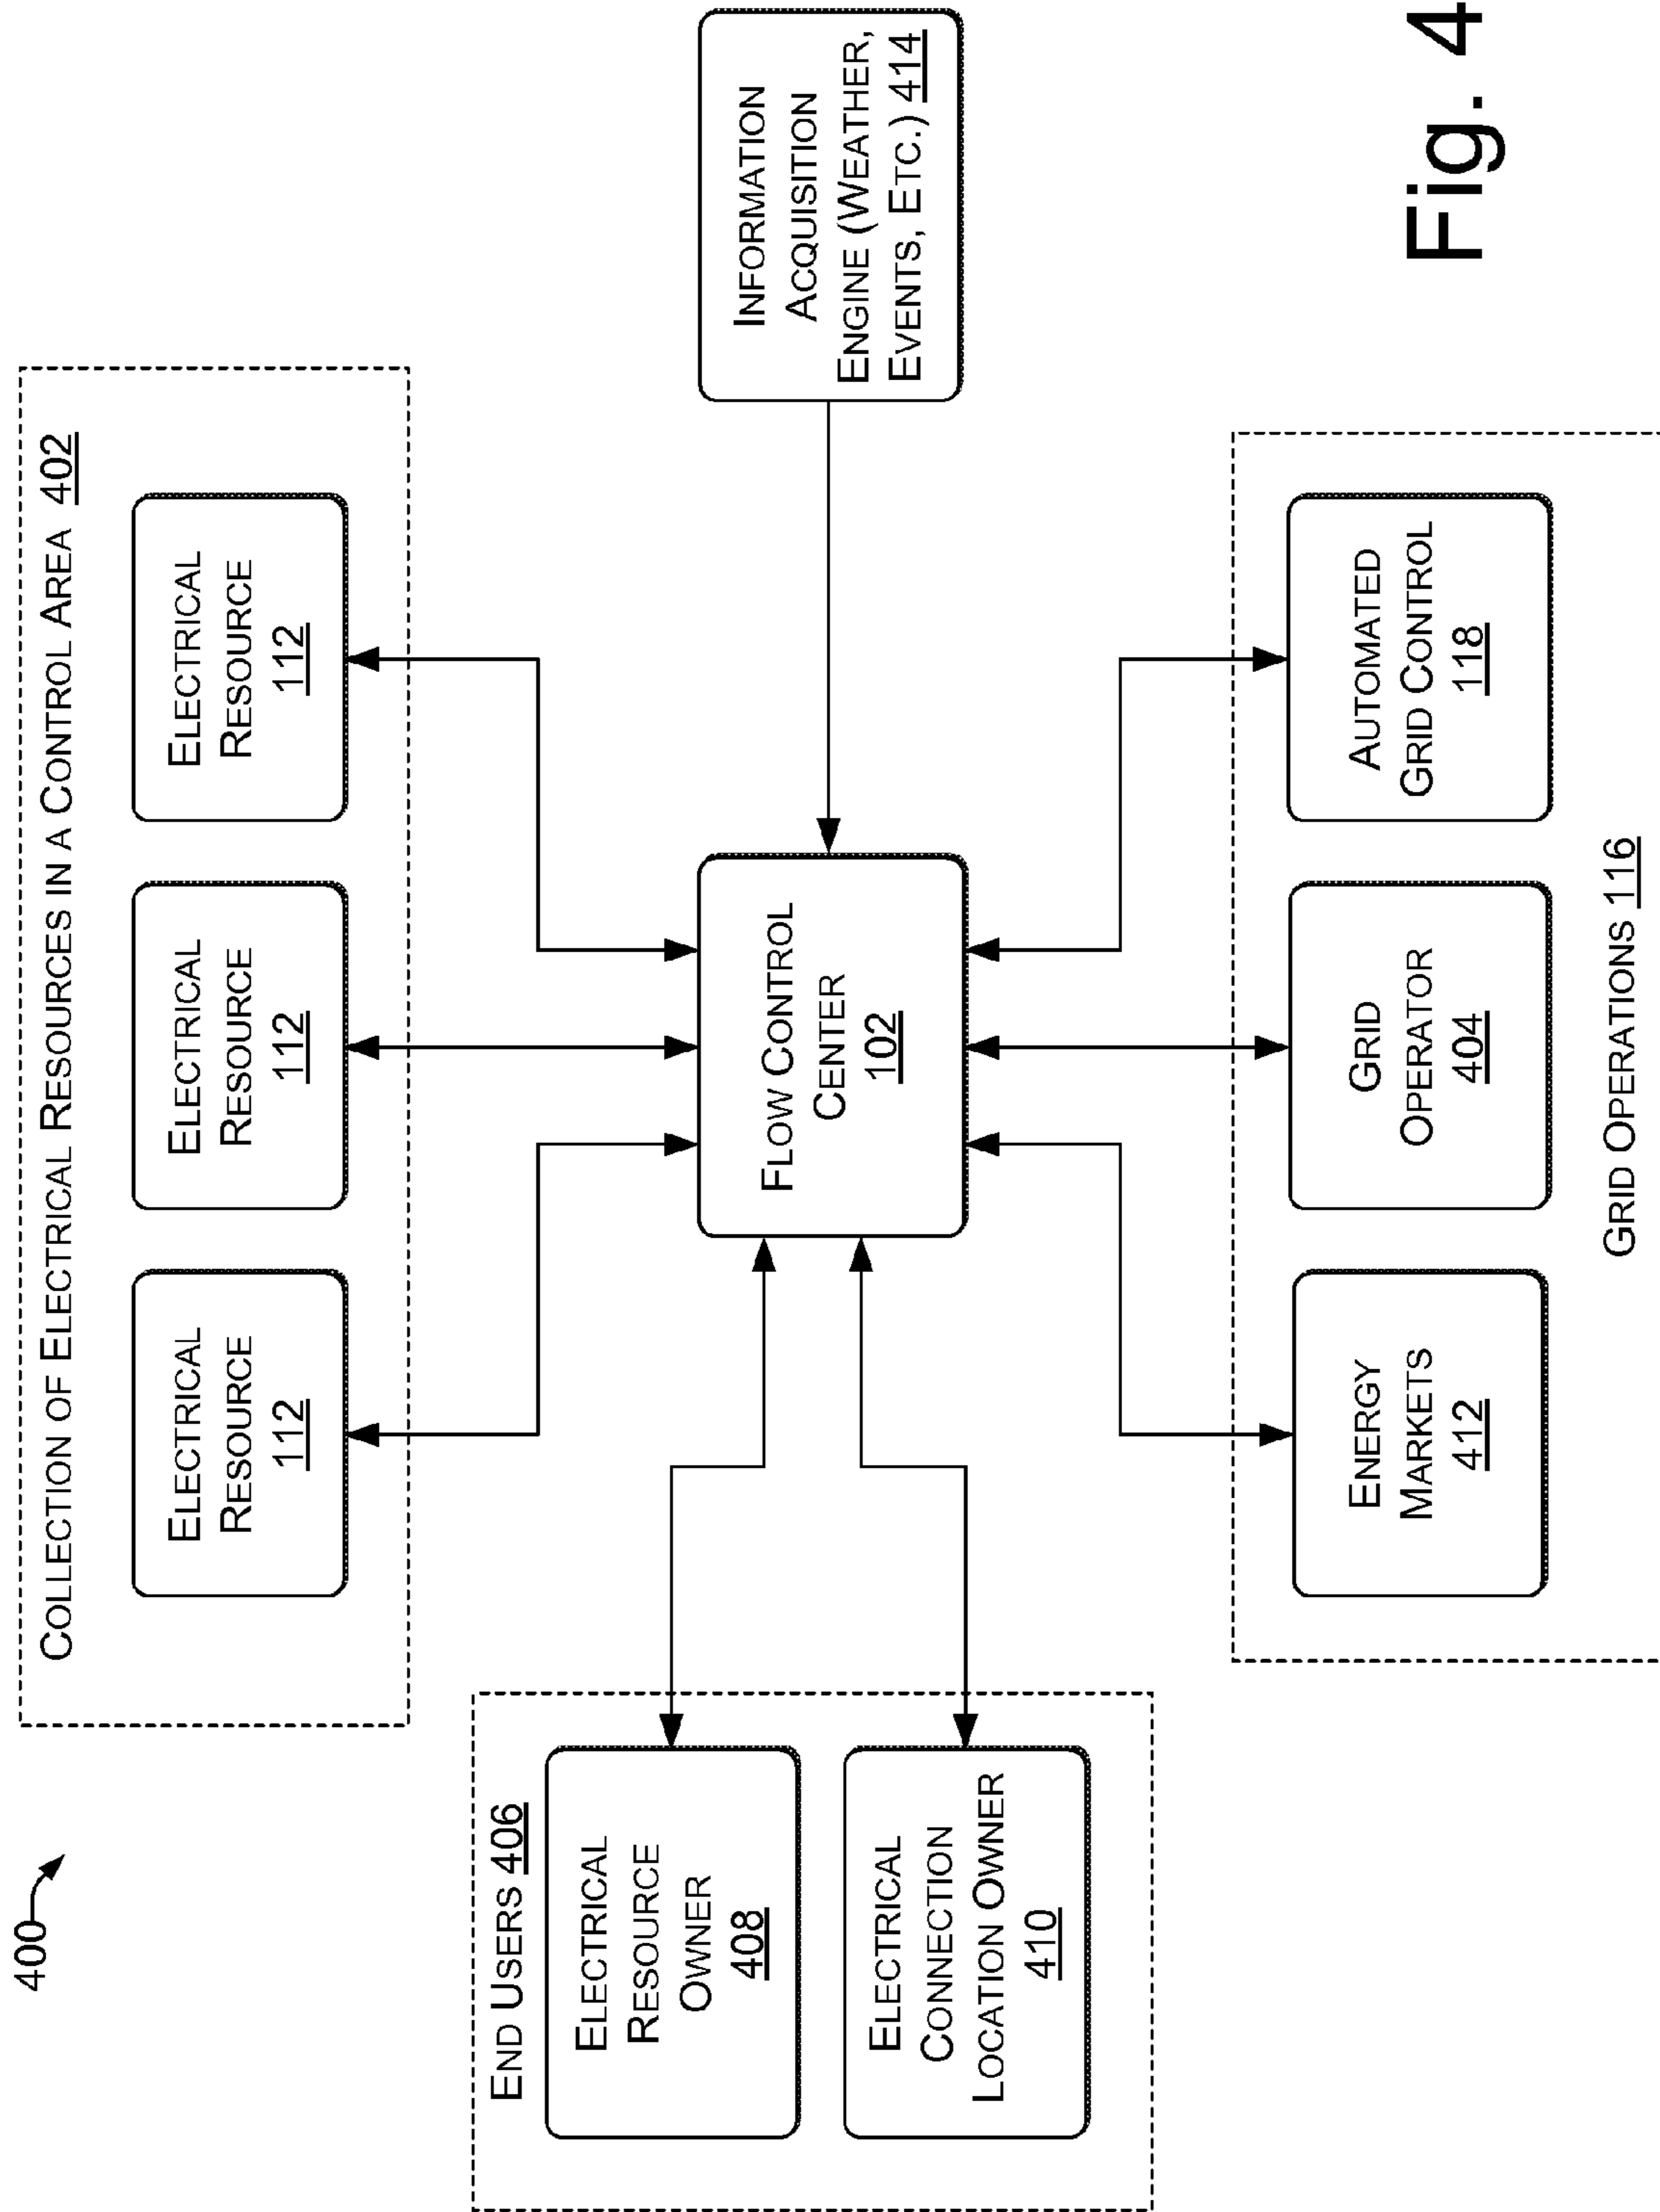 400
COLLECTION OF ELECTRICAL RESOURCES IN A CONTROL AREA 402
ELECTRICAL
RESOURCE
112
ELECTRICAL
RESOURCE
112
ELECTRICAL
RESOURCE
112
END USERS 406
ELECTRICAL
RESOURCE
OWNER
408
ELECTRICAL
CONNECTION
LOCATION OWNER
410
FLOW CONTROL
CENTER
102
INFORMATION
ACQUISITION
ENGINE (WEATHER,
EVENTS, ETC.) 414
ENERGY
MARKETS
412
GRID
OPERATOR
404
AUTOMATED
GRID CONTROL
118
GRID OPERATIONS 116
Fig. 4